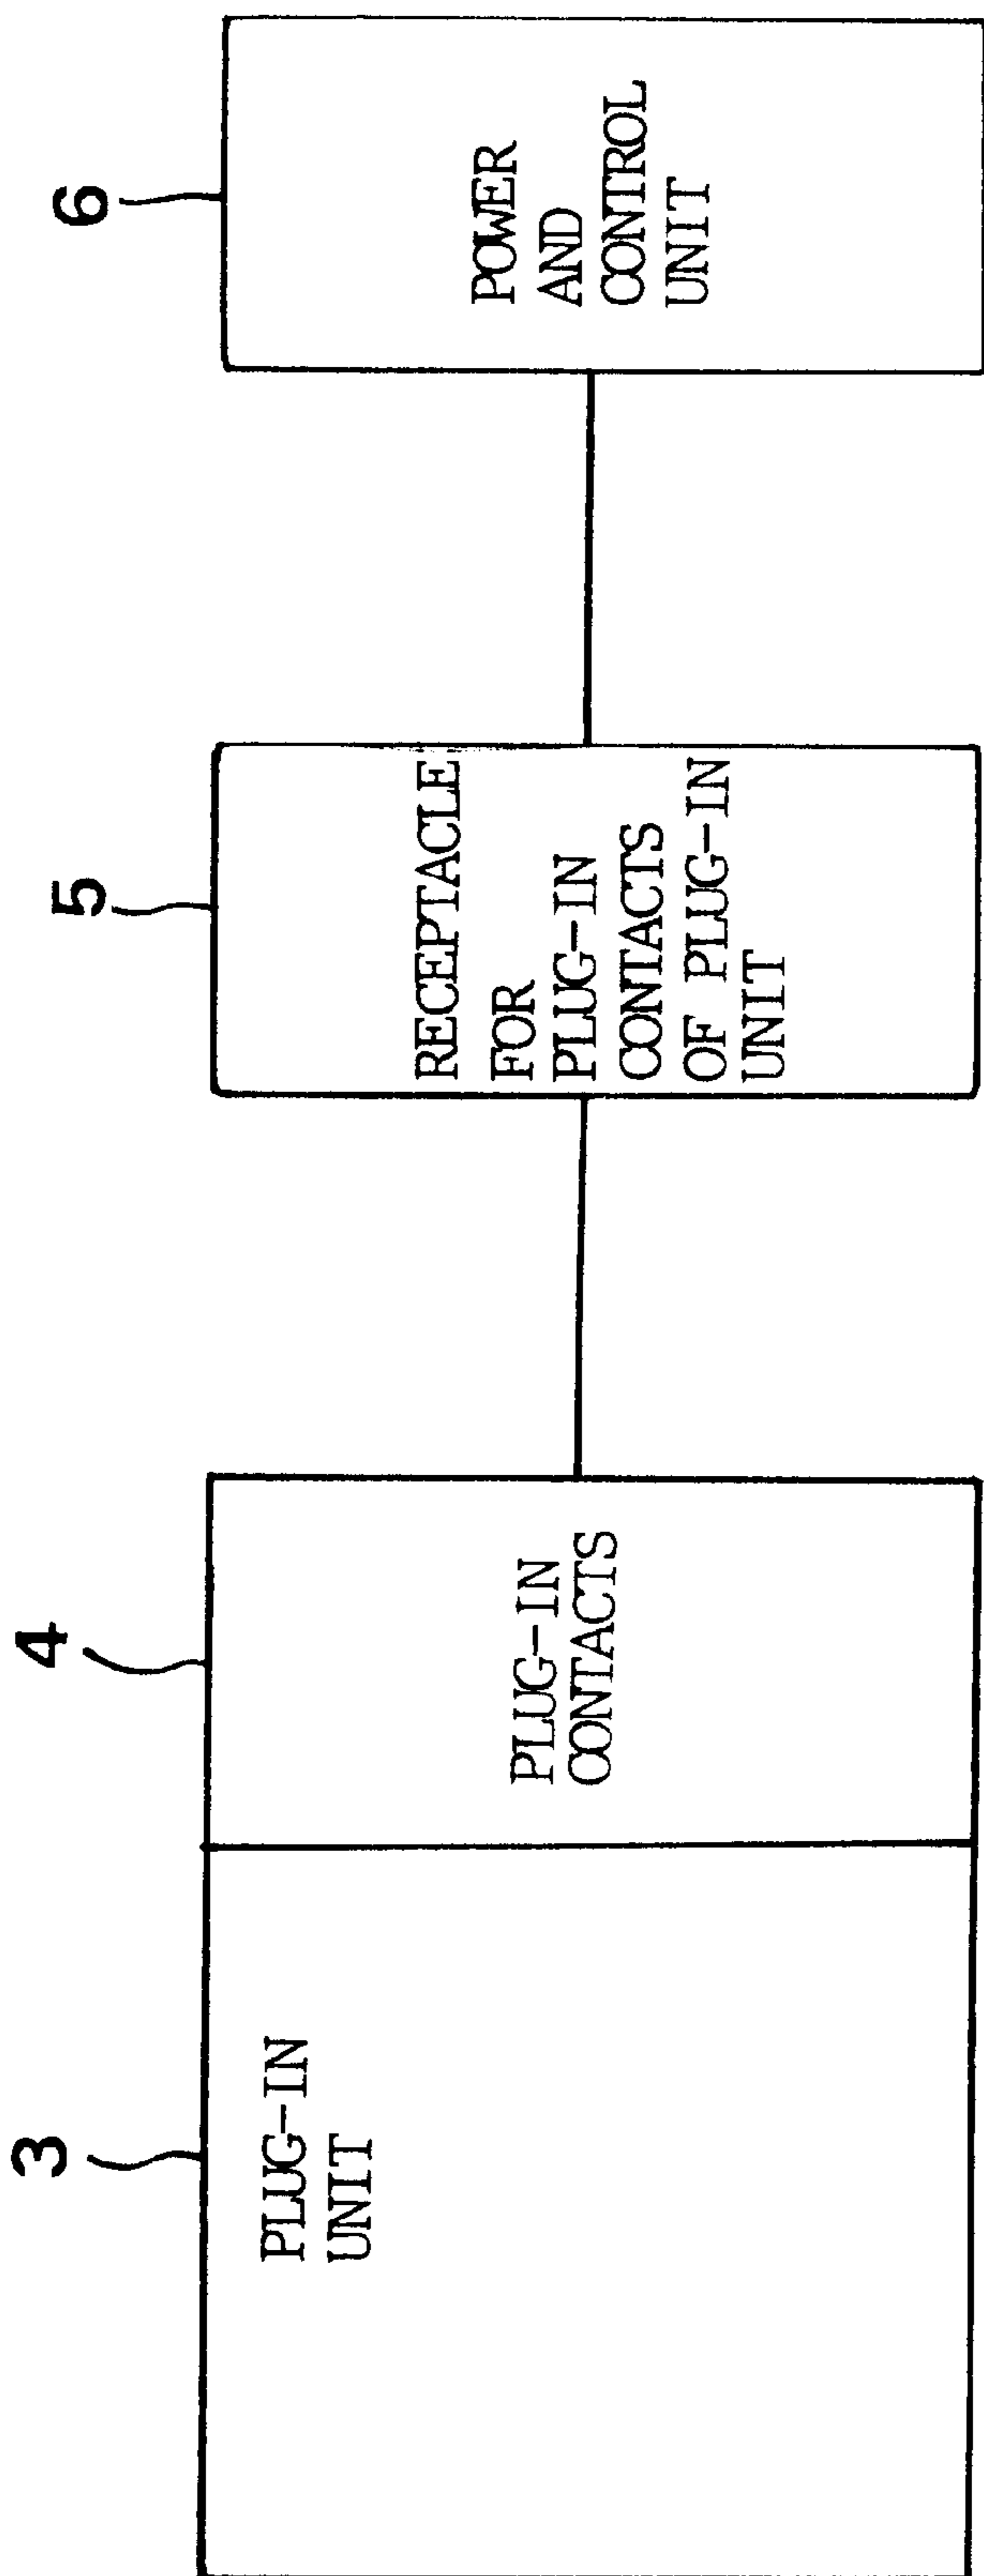 3
PLUG-IN
UNIT
4
PLUG-IN
CONTACTS
5
RECEPTACLE
FOR
PLUG-IN
CONTACTS
OF PLUG-IN
UNIT
6
POWER
AND
CONTROL
UNIT